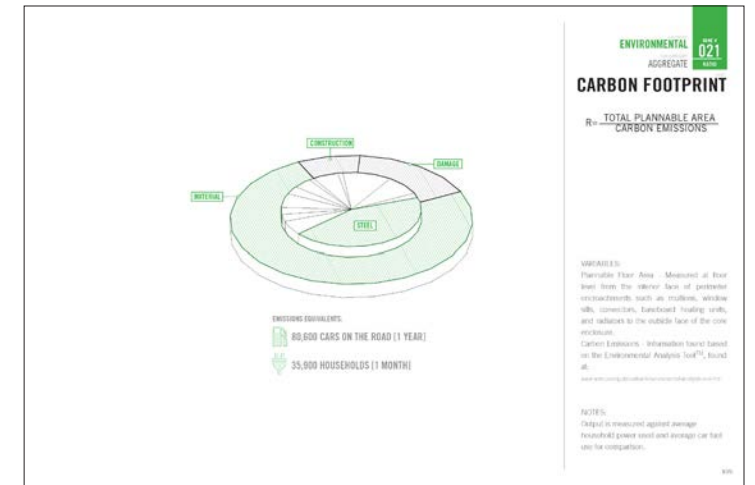 ENVIRONMENTAL
AGGREGATE
021
RATIO
CARBON FOOTPRINT
R= TOTAL PLANNABLE AREA
CARBON EMISSIONS
CONSTRUCTION
DAMAGE
MATERIAL
STEEL
EMISSIONS EQUIVALENTS:
80,600 CARS ON THE ROAD (1 YEAR)
35,900 HOUSEHOLDS (1 MONTH)
VARIABLES:
Plannable Floor Area - Measured at floor
level from the interior face of perimeter
encroachments such as mullions, window
sills, convectors, baseboard heating units,
and radiators to the outside face of the core
enclosure.
Carbon Emissions - Information found based
on the Environmental Analysis Tool™, found
at:
NOTES:
Output is measured against average
household power used and average car fuel
use for comparison.